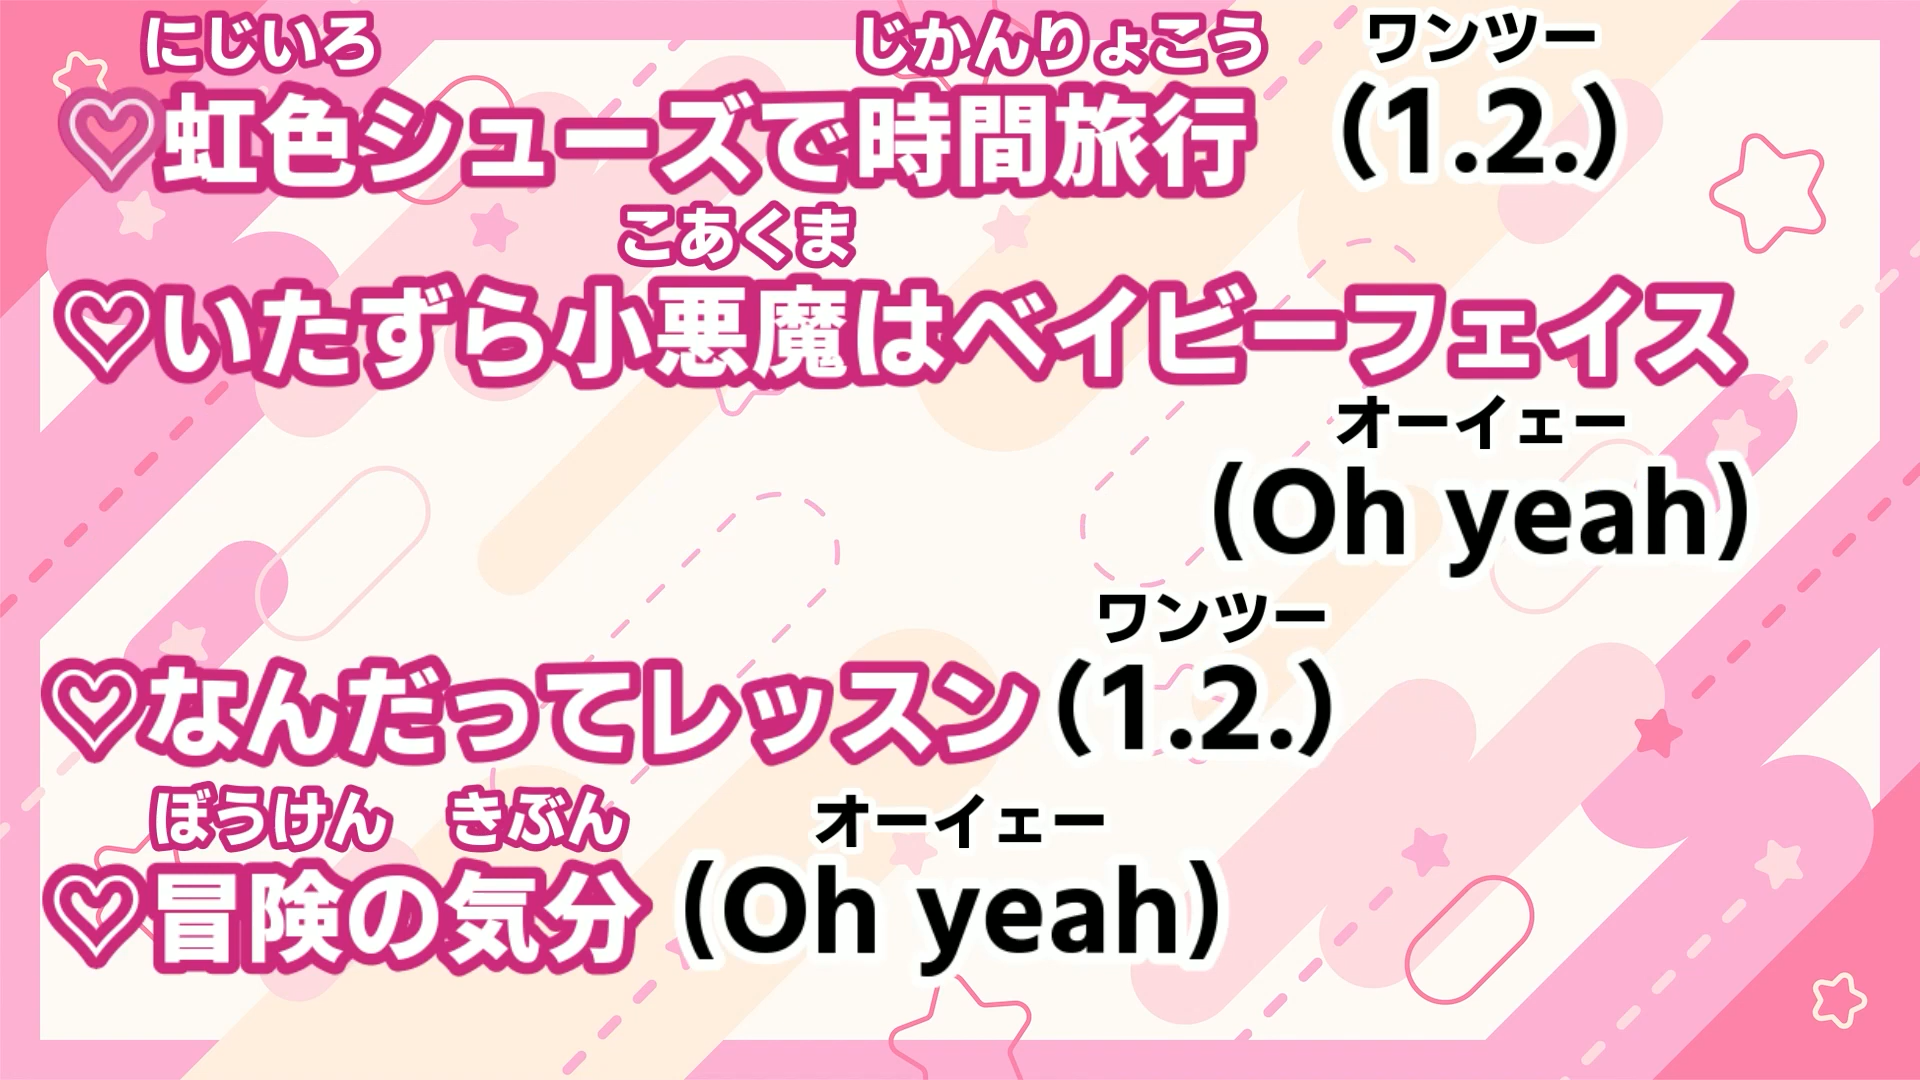 にじいろ じかんりょこう ワンツー
♡虹色シューズで時間旅行 (1.2.)
こあくま
♡いたずら小悪魔はベイビーフェイス
オーイェー
(Oh yeah)
ワンツー
♡なんだってレッスン(1.2.)
ぼうけん きぶん オーイェー
♡冒険の気分 (Oh yeah)